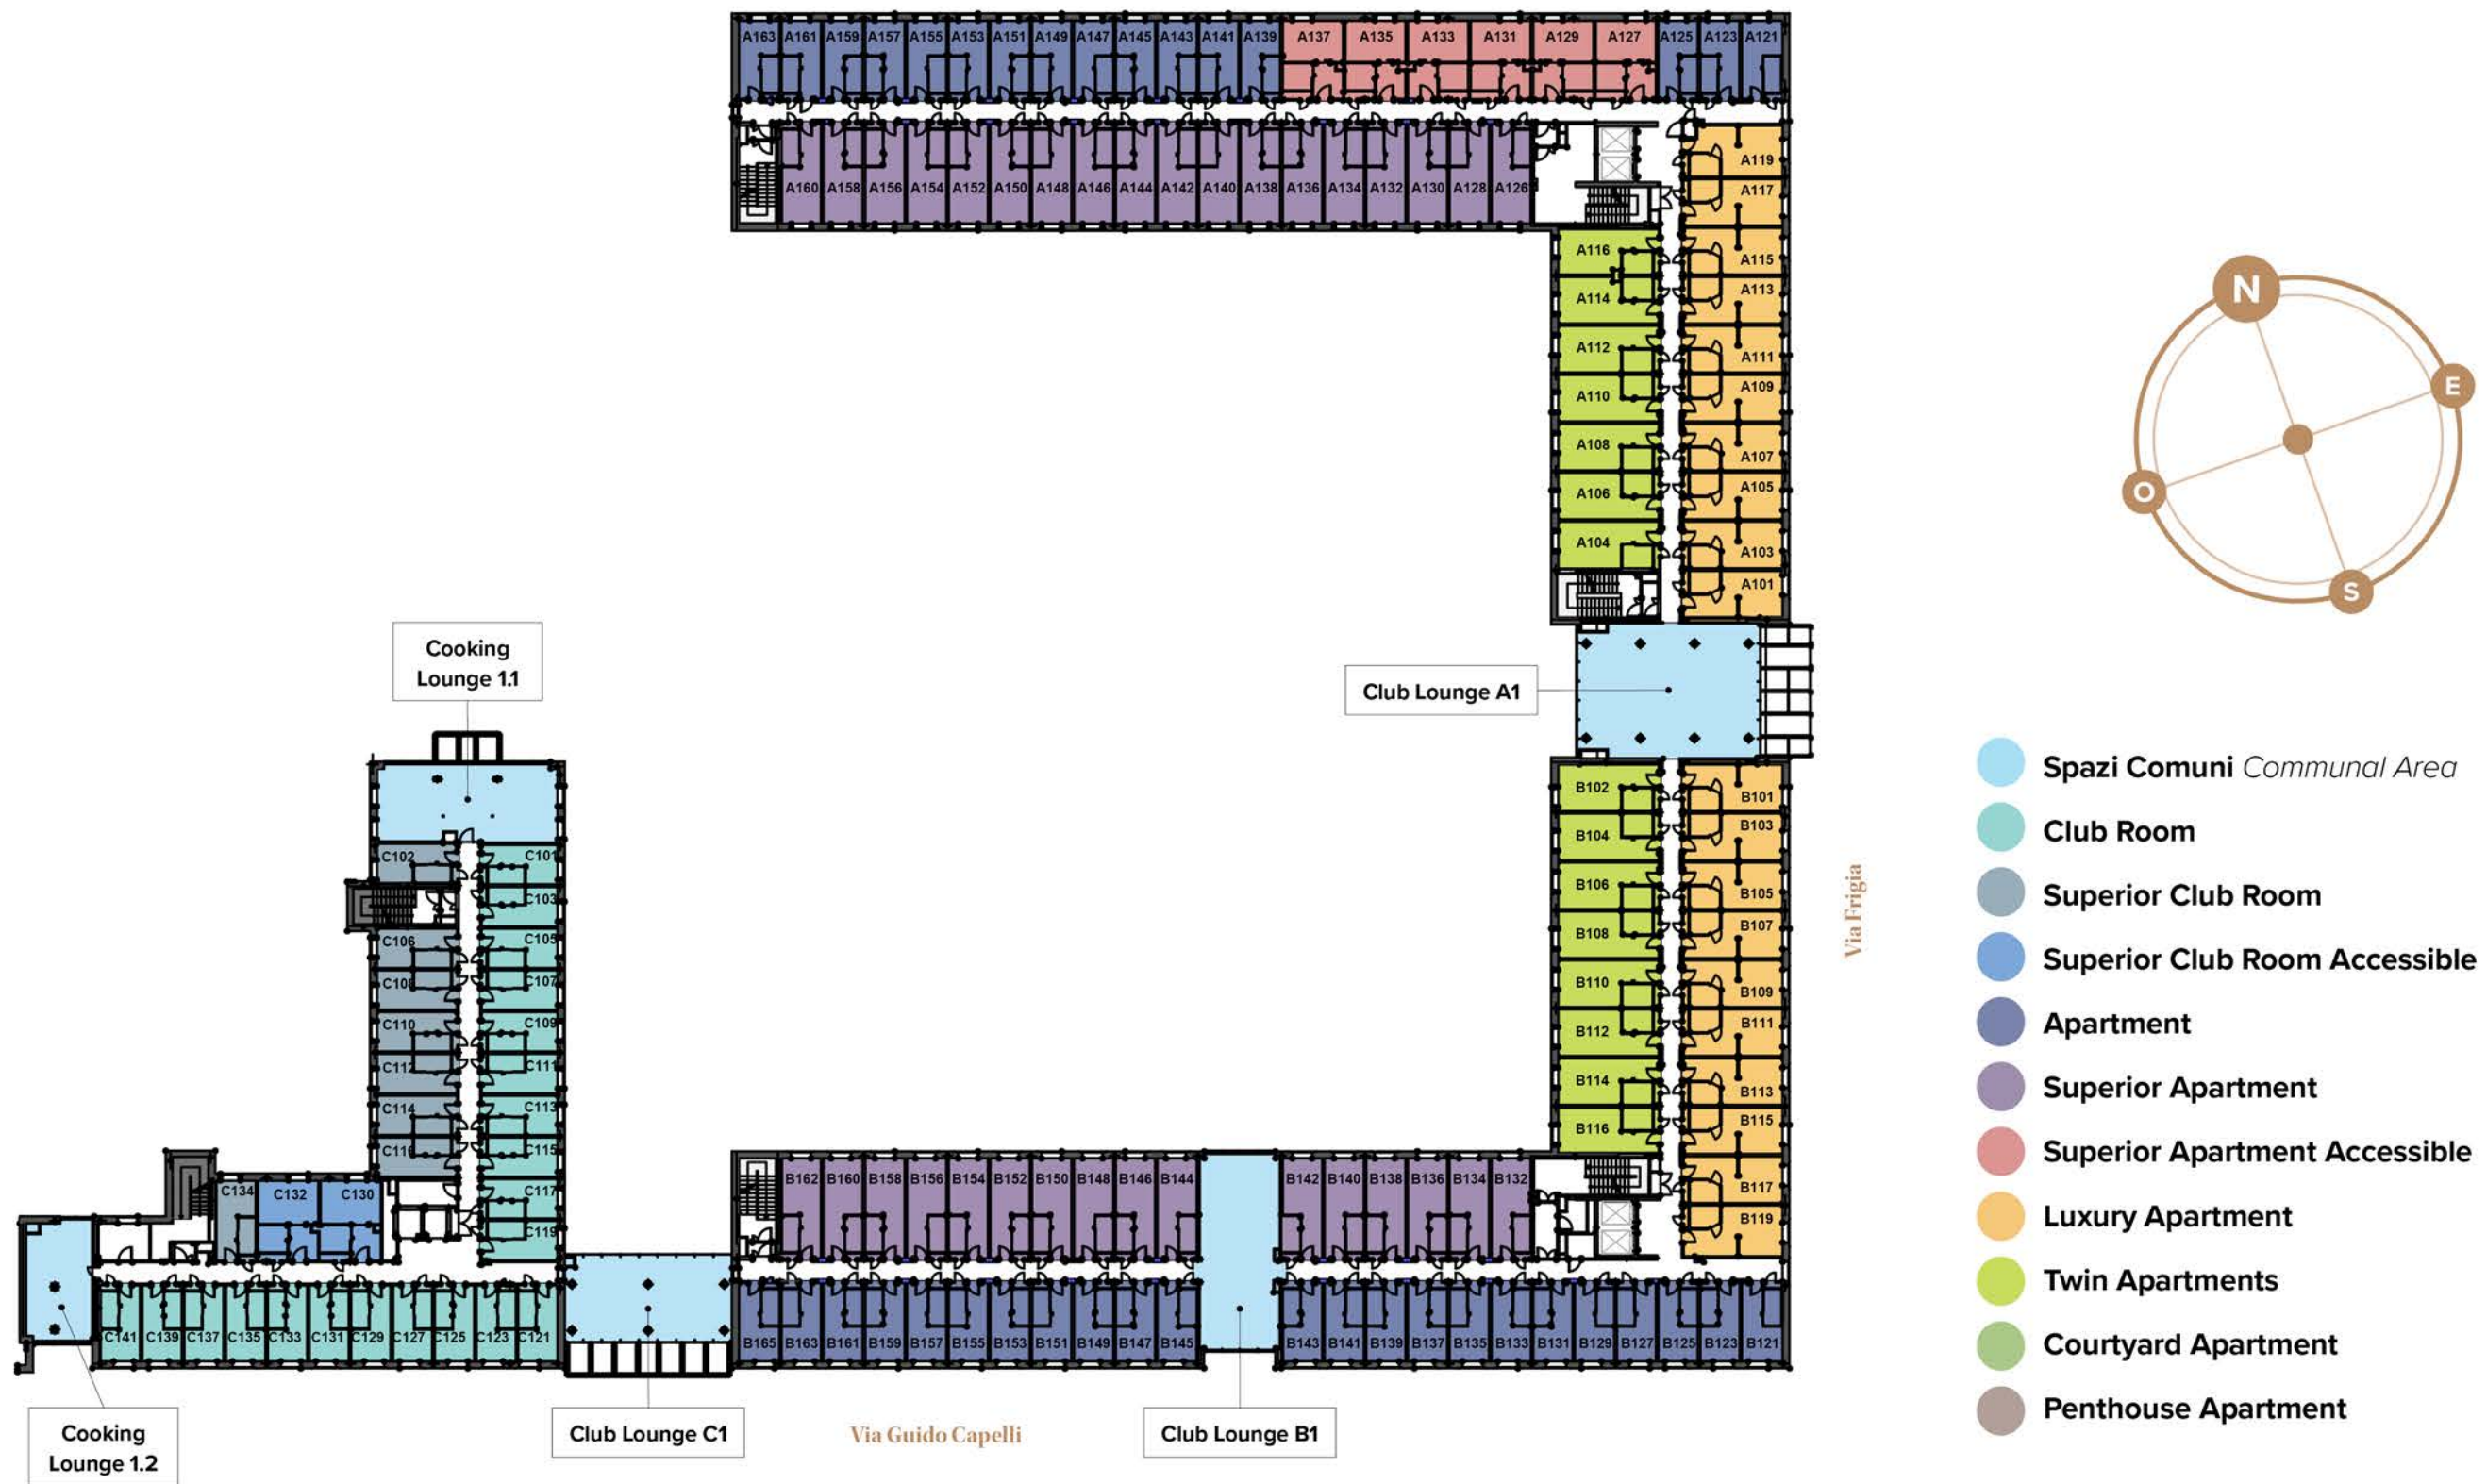 A163 A161 A159 A157 A155 A153 A151 A149 A147 A145 A143 A141 A139 A137 A135 A133 A131 A129 A127 A125 A123 A121
A160 A158 A156 A154 A152 A150 A148 A146 A144 A142 A140 A138 A136 A134 A132 A130 A128 A126
A119
A117
A116
A115
A114
A113
A112
A111
A110
A109
A108
A107
A106
A105
A104
A103
A101
N
E
O
S
Cooking
Lounge 1.1
Club Lounge A1
B102
B101
B104
B103
B106
B105
B108
B107
B110
B109
B112
B111
B114
B113
B116
B115
B117
B119
Via Frigia
C102 C101
C103
C106 C105
C108 C107
C110 C109
C112 C111
C114 C113
C116 C115
C117
C119
C134 C132 C130
C141 C139 C137 C135 C133 C131 C129 C127 C125 C123 C121
B162 B160 B158 B156 B154 B152 B150 B148 B146 B144 B142 B140 B138 B136 B134 B132
B165 B163 B161 B159 B157 B155 B153 B151 B149 B147 B145 B143 B141 B139 B137 B135 B133 B131 B129 B127 B125 B123 B121
Cooking
Lounge 1.2
Club Lounge C1
Via Guido Capelli
Club Lounge B1
Spazi Comuni Communal Area
Club Room
Superior Club Room
Superior Club Room Accessible
Apartment
Superior Apartment
Superior Apartment Accessible
Luxury Apartment
Twin Apartments
Courtyard Apartment
Penthouse Apartment